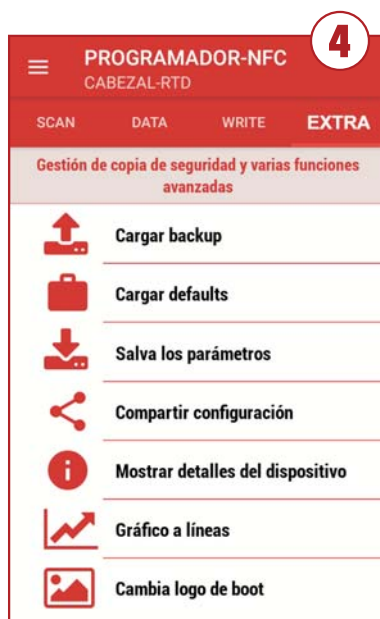 4
PROGRAMADOR-NFC
CABEZAL-RTD
SCAN DATA WRITE EXTRA
Gestión de copia de seguridad y varias funciones
avanzadas
Cargar backup
Cargar defaults
Salva los parámetros
Compartir configuración
Mostrar detalles del dispositivo
Gráfico a líneas
Cambia logo de boot